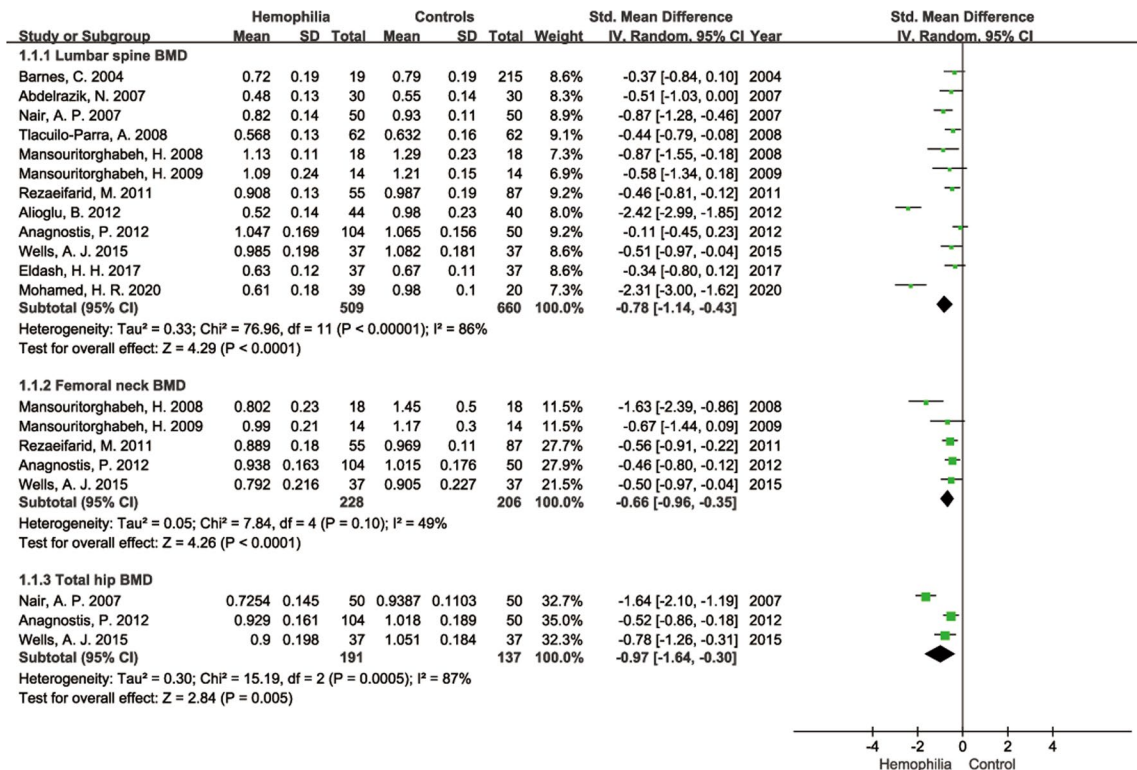 Hemophilia Controls Std. Mean Difference Std. Mean Difference
Study or Subgroup Mean SD Total Mean SD Total Weight IV. Random. 95% CI Year IV. Random. 95% CI
1.1.1 Lumbar spine BMD
Barnes, C. 2004 0.72 0.19 19 0.79 0.19 215 8.6% -0.37 [-0.84, 0.10] 2004
Abdelrazik, N. 2007 0.48 0.13 30 0.55 0.14 30 8.3% -0.51 [-1.03, 0.00] 2007
Nair, A. P. 2007 0.82 0.14 50 0.93 0.11 50 8.9% -0.87 [-1.28, -0.46] 2007
Tlacuilo-Parra, A. 2008 0.568 0.13 62 0.632 0.16 62 9.1% -0.44 [-0.79, -0.08] 2008
Mansouritorghabeh, H. 2008 1.13 0.11 18 1.29 0.23 18 7.3% -0.87 [-1.55, -0.18] 2008
Mansouritorghabeh, H. 2009 1.09 0.24 14 1.21 0.15 14 6.9% -0.58 [-1.34, 0.18] 2009
Rezaeifarid, M. 2011 0.908 0.13 55 0.987 0.19 87 9.2% -0.46 [-0.81, -0.12] 2011
Alioglu, B. 2012 0.52 0.14 44 0.98 0.23 40 8.0% -2.42 [-2.99, -1.85] 2012
Anagnostis, P. 2012 1.047 0.169 104 1.065 0.156 50 9.2% -0.11 [-0.45, 0.23] 2012
Wells, A. J. 2015 0.985 0.198 37 1.082 0.181 37 8.6% -0.51 [-0.97, -0.04] 2015
Eldash, H. H. 2017 0.63 0.12 37 0.67 0.11 37 8.6% -0.34 [-0.80, 0.12] 2017
Mohamed, H. R. 2020 0.61 0.18 39 0.98 0.1 20 7.3% -2.31 [-3.00, -1.62] 2020
Subtotal (95% CI) 509 660 100.0% -0.78 [-1.14, -0.43]
Heterogeneity: Tau² = 0.33; Chi² = 76.96, df = 11 (P < 0.00001); I² = 86%
Test for overall effect: Z = 4.29 (P < 0.0001)
1.1.2 Femoral neck BMD
Mansouritorghabeh, H. 2008 0.802 0.23 18 1.45 0.5 18 11.5% -1.63 [-2.39, -0.86] 2008
Mansouritorghabeh, H. 2009 0.99 0.21 14 1.17 0.3 14 11.5% -0.67 [-1.44, 0.09] 2009
Rezaeifarid, M. 2011 0.889 0.18 55 0.969 0.11 87 27.7% -0.56 [-0.91, -0.22] 2011
Anagnostis, P. 2012 0.938 0.163 104 1.015 0.176 50 27.9% -0.46 [-0.80, -0.12] 2012
Wells, A. J. 2015 0.792 0.216 37 0.905 0.227 37 21.5% -0.50 [-0.97, -0.04] 2015
Subtotal (95% CI) 228 206 100.0% -0.66 [-0.96, -0.35]
Heterogeneity: Tau² = 0.05; Chi² = 7.84, df = 4 (P = 0.10); I² = 49%
Test for overall effect: Z = 4.26 (P < 0.0001)
1.1.3 Total hip BMD
Nair, A. P. 2007 0.7254 0.145 50 0.9387 0.1103 50 32.7% -1.64 [-2.10, -1.19] 2007
Anagnostis, P. 2012 0.929 0.161 104 1.018 0.189 50 35.0% -0.52 [-0.86, -0.18] 2012
Wells, A. J. 2015 0.9 0.198 37 1.051 0.184 37 32.3% -0.78 [-1.26, -0.31] 2015
Subtotal (95% CI) 191 137 100.0% -0.97 [-1.64, -0.30]
Heterogeneity: Tau² = 0.30; Chi² = 15.19, df = 2 (P = 0.0005); I² = 87%
Test for overall effect: Z = 2.84 (P = 0.005)
-4 -2 0 2 4
Hemophilia Control